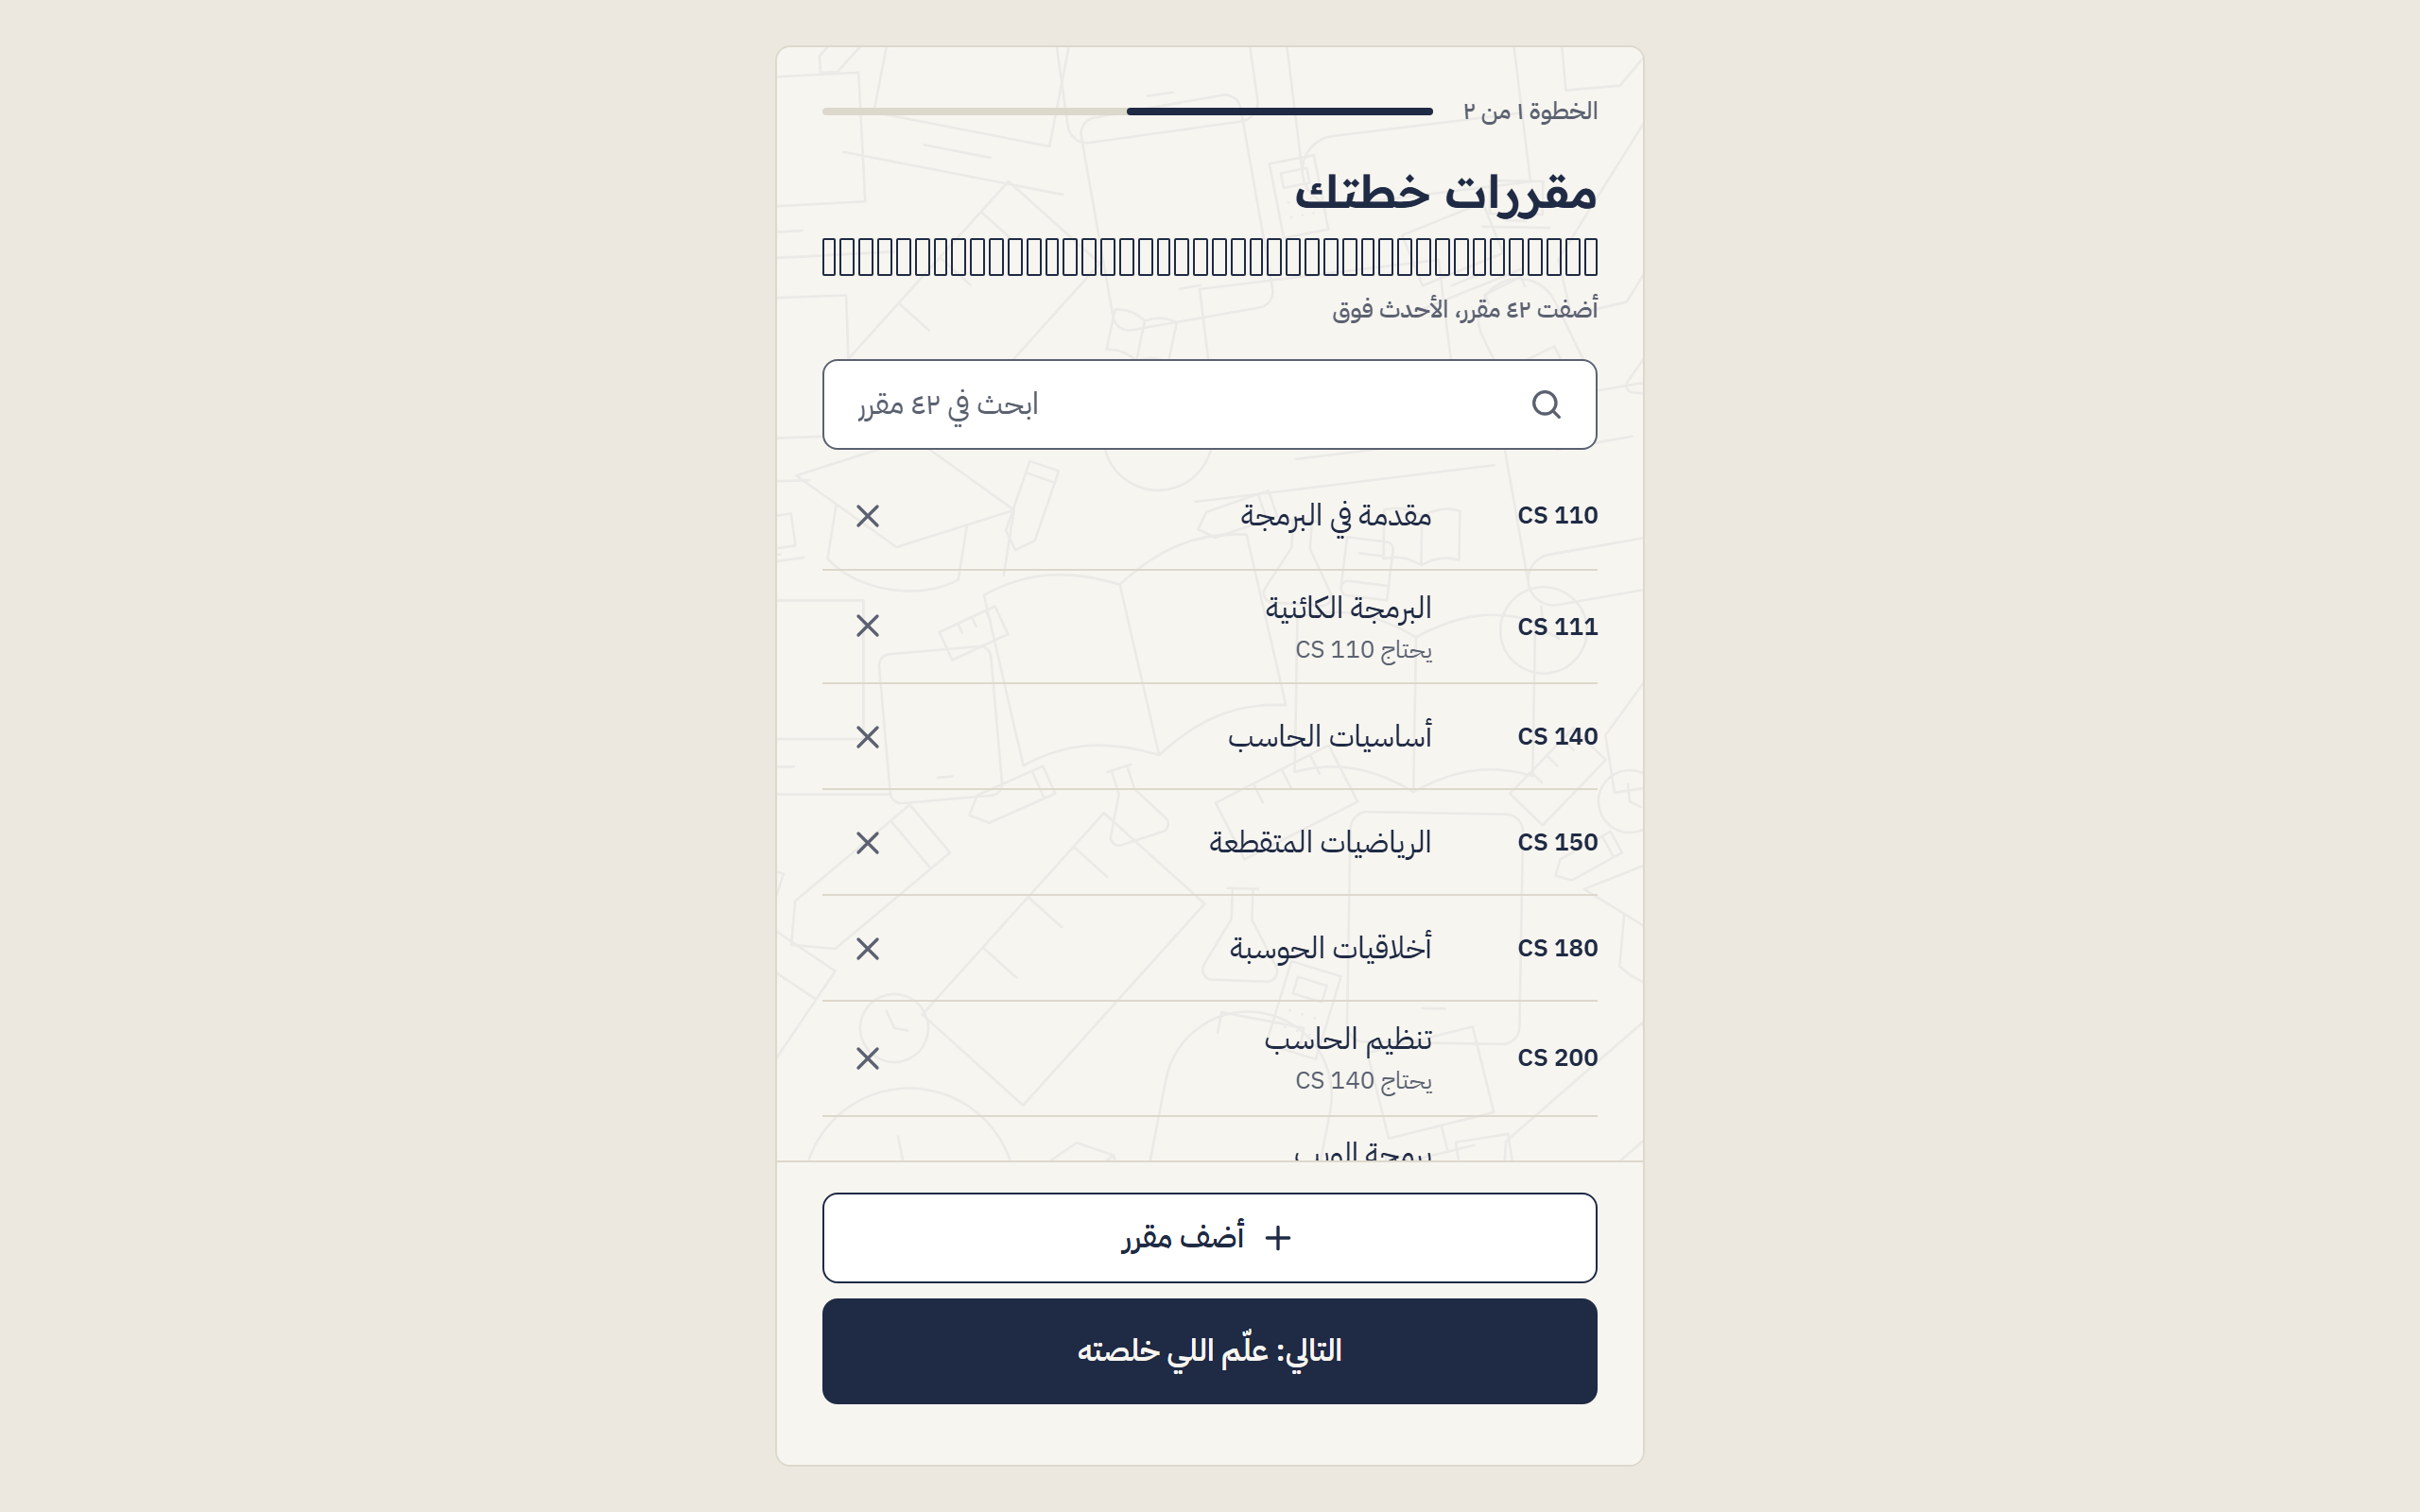 الخطوة ١ من ٢
مقررات خطتك
أضفت ٤٢ مقرر، الأحدث فوق
ابحث في ٤٢ مقرر
CS 110 مقدمة في البرمجة
CS 111 البرمجة الكائنية
يحتاج CS 110
CS 140 أساسيات الحاسب
CS 150 الرياضيات المتقطعة
CS 180 أخلاقيات الحوسبة
CS 200 تنظيم الحاسب
يحتاج CS 140
برمجة الويب
أضف مقرر
التالي: علّم اللي خلصته